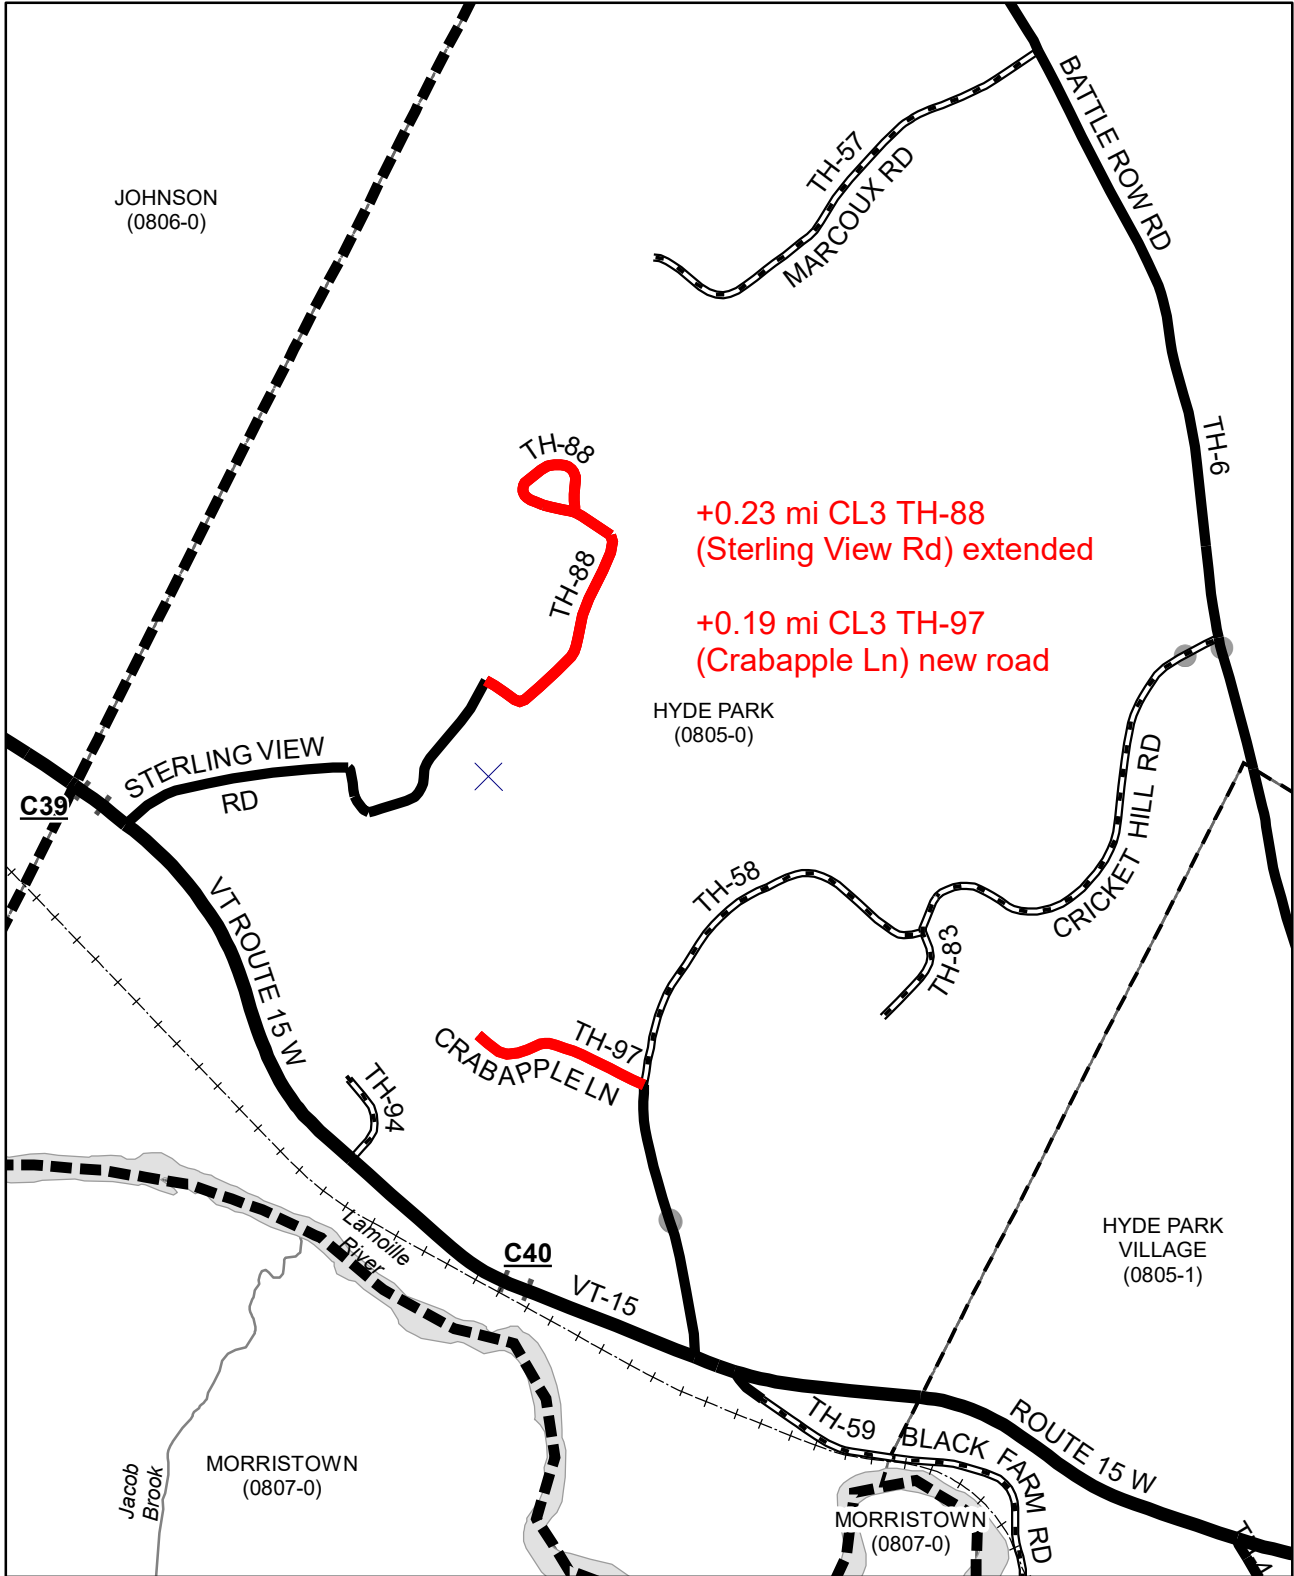 BATTLE ROW RD
TH-57
MARCOUX RD
JOHNSON
(0806-0)
TH-6
TH-88
+0.23 mi CL3 TH-88
(Sterling View Rd) extended
TH-88
+0.19 mi CL3 TH-97
(Crabapple Ln) new road
HYDE PARK
(0805-0)
STERLING VIEW
RD
C39
CRICKET HILL RD
TH-58
VT ROUTE 15 W
TH-83
TH-97
CRABAPPLE LN
TH-94
Lamoille
River
C40
VT-15
HYDE PARK
VILLAGE
(0805-1)
TH-59
BLACK FARM RD
ROUTE 15 W
MORRISTOWN
(0807-0)
Jacob
Brook
MORRISTOWN
(0807-0)